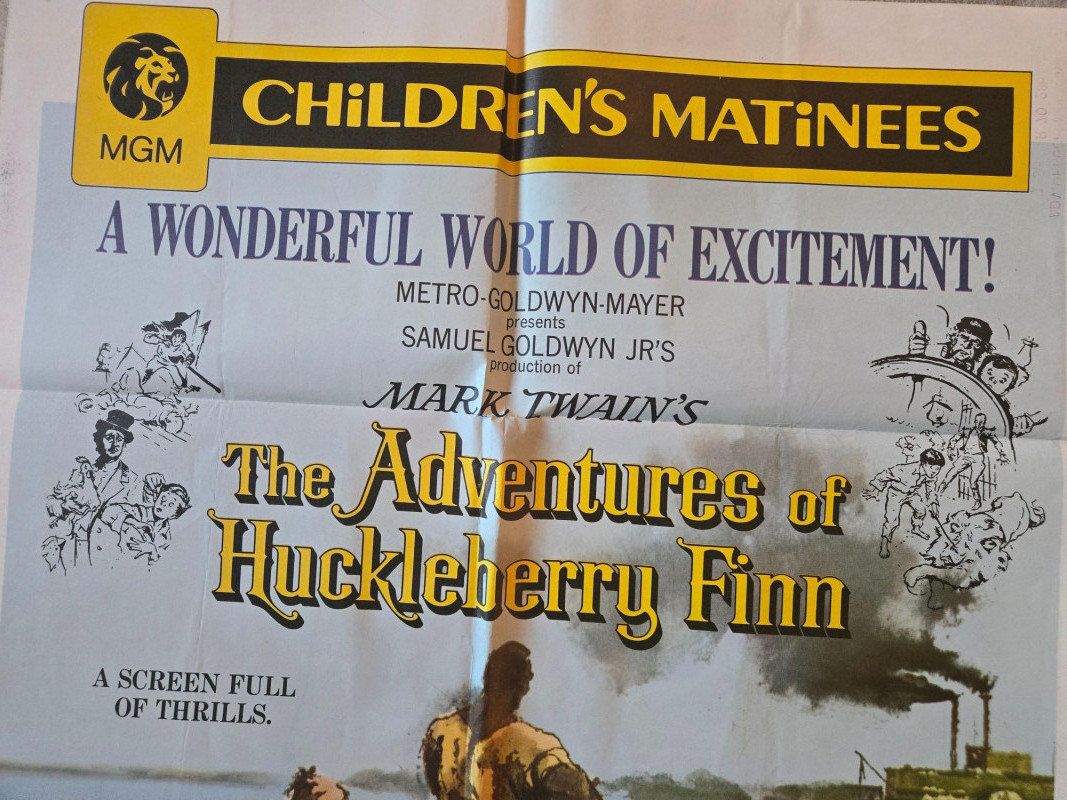 MGM
CHiLDREN'S MATiNEES
A WONDERFUL WORLD OF EXCITEMENT!
METRO-GOLDWYN-MAYER
presents
SAMUEL GOLDWYN JR'S
production of
MARK TWAIN'S
The Adventures of
Huckleberry Finn
A SCREEN FULL
OF THRILLS.